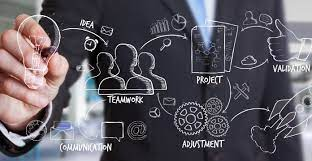 IDEA
TEAMWORK
PROJECT
VALIDATION
COMMUNICATION
ADJUSTMENT